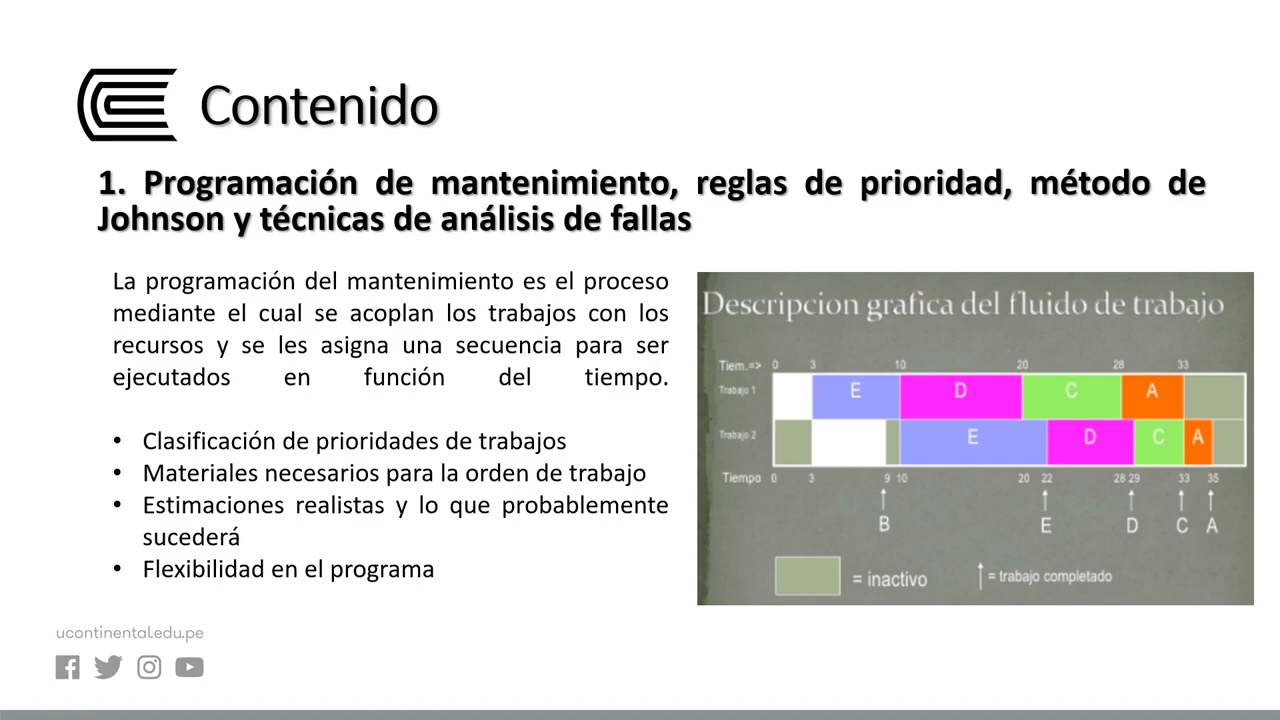 Contenido
1. Programación de mantenimiento, reglas de prioridad, método de
Johnson y técnicas de análisis de fallas
La programación del mantenimiento es el proceso
mediante el cual se acoplan los trabajos con los
recursos y se les asigna una secuencia para ser
ejecutados en función del tiempo.
• Clasificación de prioridades de trabajos
• Materiales necesarios para la orden de trabajo
• Estimaciones realistas y lo que probablemente
sucederá
• Flexibilidad en el programa
Descripcion grafica del fluido de trabajo
Tiem.=> 0 3 10 20 28 33
Trabajo 1 E D C A
Trabajo 2 E D C A
Tiempo 0 3 9 10 20 22 28 29 33 35
B E D C A
= inactivo = trabajo completado
ucontinental.edu.pe